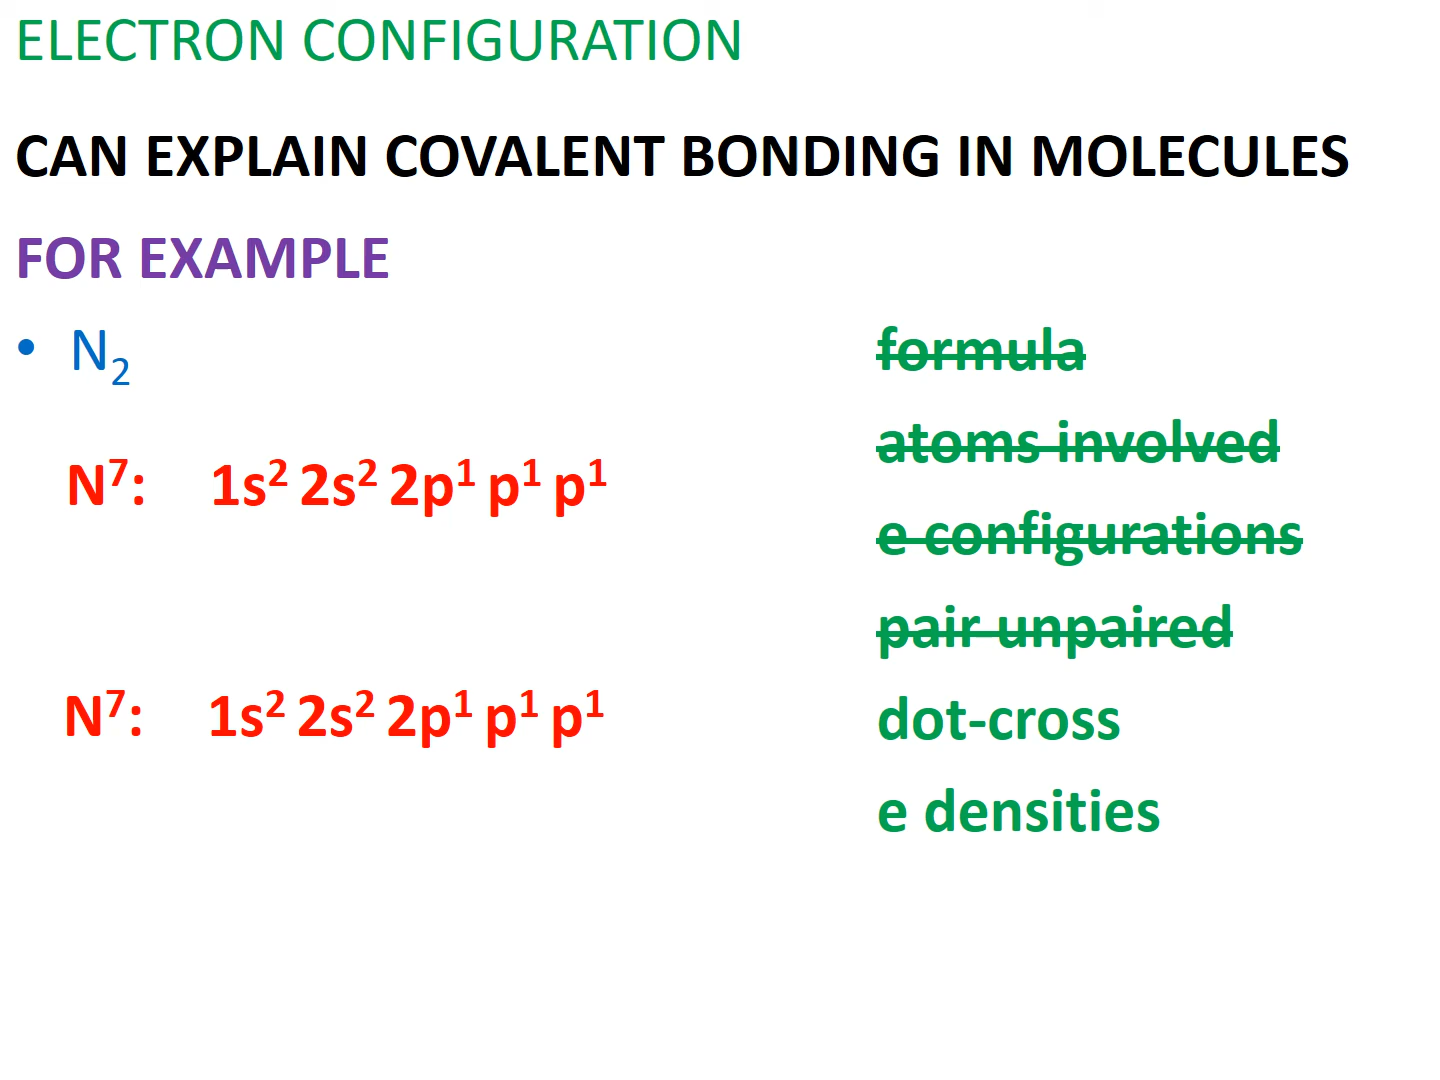 ELECTRON CONFIGURATION
CAN EXPLAIN COVALENT BONDING IN MOLECULES
FOR EXAMPLE
• N₂
formula
atoms involved
N⁷: 1s² 2s² 2p¹ p¹ p¹
e configurations
pair unpaired
N⁷: 1s² 2s² 2p¹ p¹ p¹
dot-cross
e densities